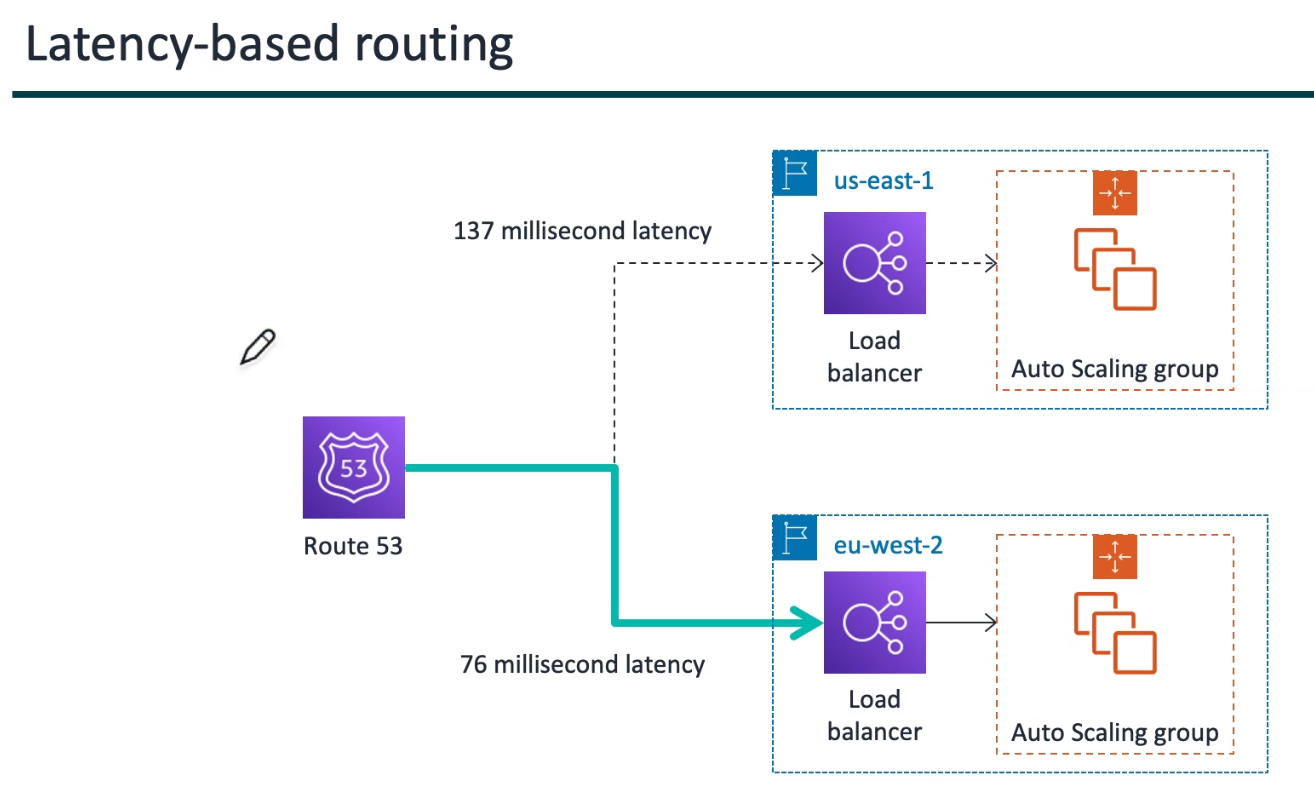 Latency-based routing
us-east-1
137 millisecond latency
Load
balancer
Auto Scaling group
53
Route 53
eu-west-2
76 millisecond latency
Load
balancer
Auto Scaling group